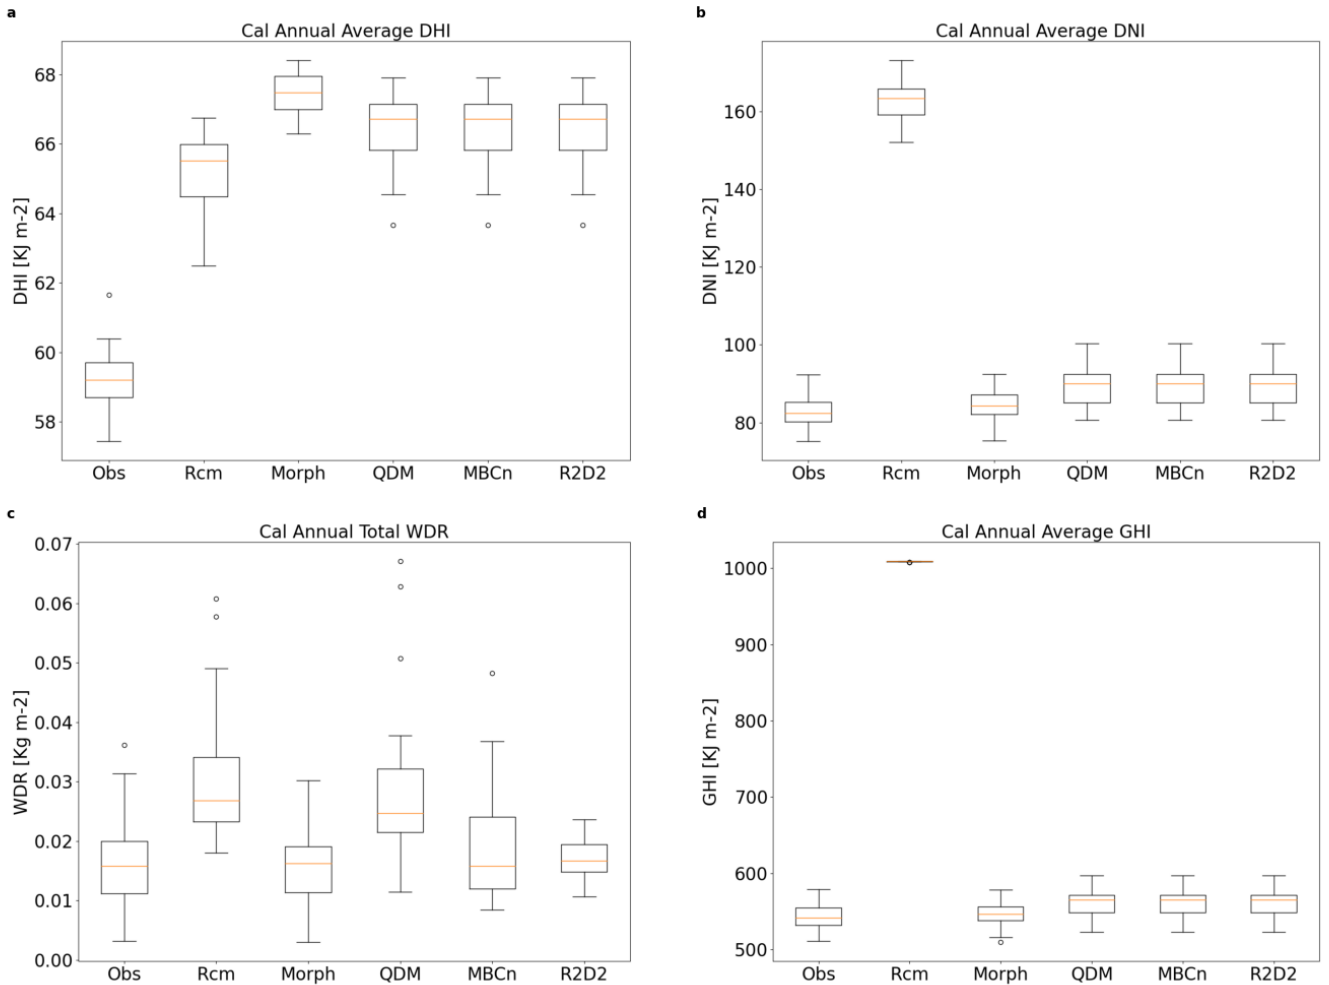 a
Cal Annual Average DHI
DHI [KJ m-2]
68
66
64
62
60
58
Obs Rcm Morph QDM MBCn R2D2
b
Cal Annual Average DNI
DNI [KJ m-2]
160
140
120
100
80
Obs Rcm Morph QDM MBCn R2D2
c
Cal Annual Total WDR
WDR [Kg m-2]
0.07
0.06
0.05
0.04
0.03
0.02
0.01
0.00
Obs Rcm Morph QDM MBCn R2D2
d
Cal Annual Average GHI
GHI [KJ m-2]
1000
900
800
700
600
500
Obs Rcm Morph QDM MBCn R2D2